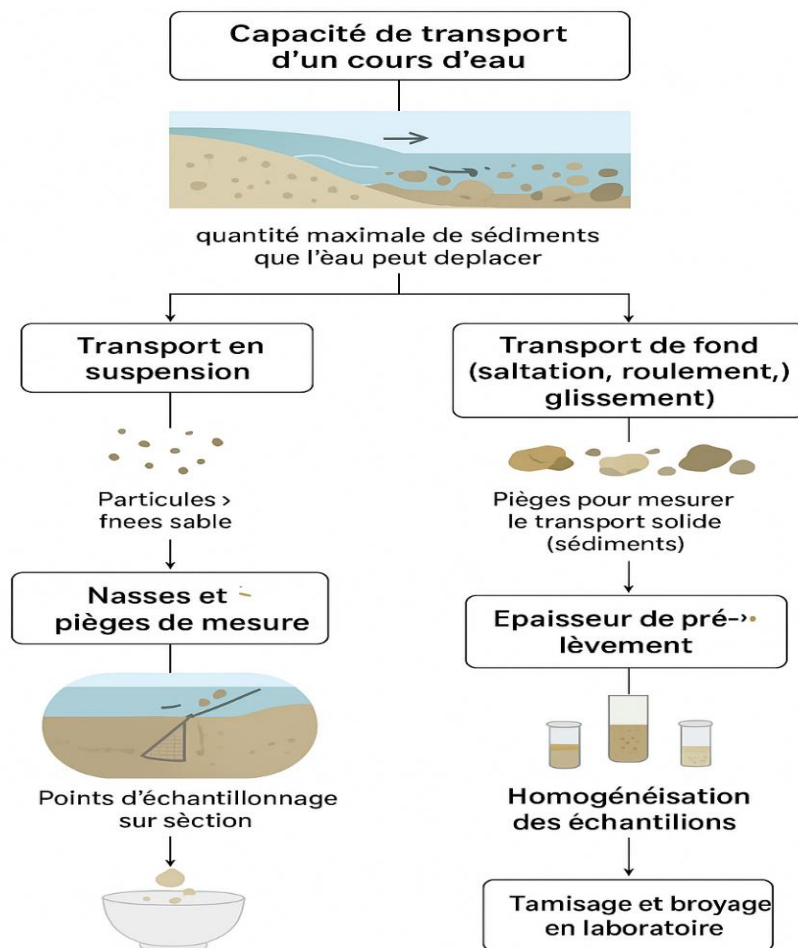 Capacité de transport
d'un cours d'eau
quantité maximale de sédiments
que l'èau peut deplacer
Transport en
suspension
Particules >
fnees sable
Nasses et
pièges de mesure
Points d'échantillonnage
sur sèction
Transport de fond
(saltation, roulement,)
glissement)
Pièges pour mesurer
le transport solide
(sédiments)
Epaisseur de pré-›•
lèvement
Homogénéisation
des échantilions
Tamisage et broyage
en laboratoire